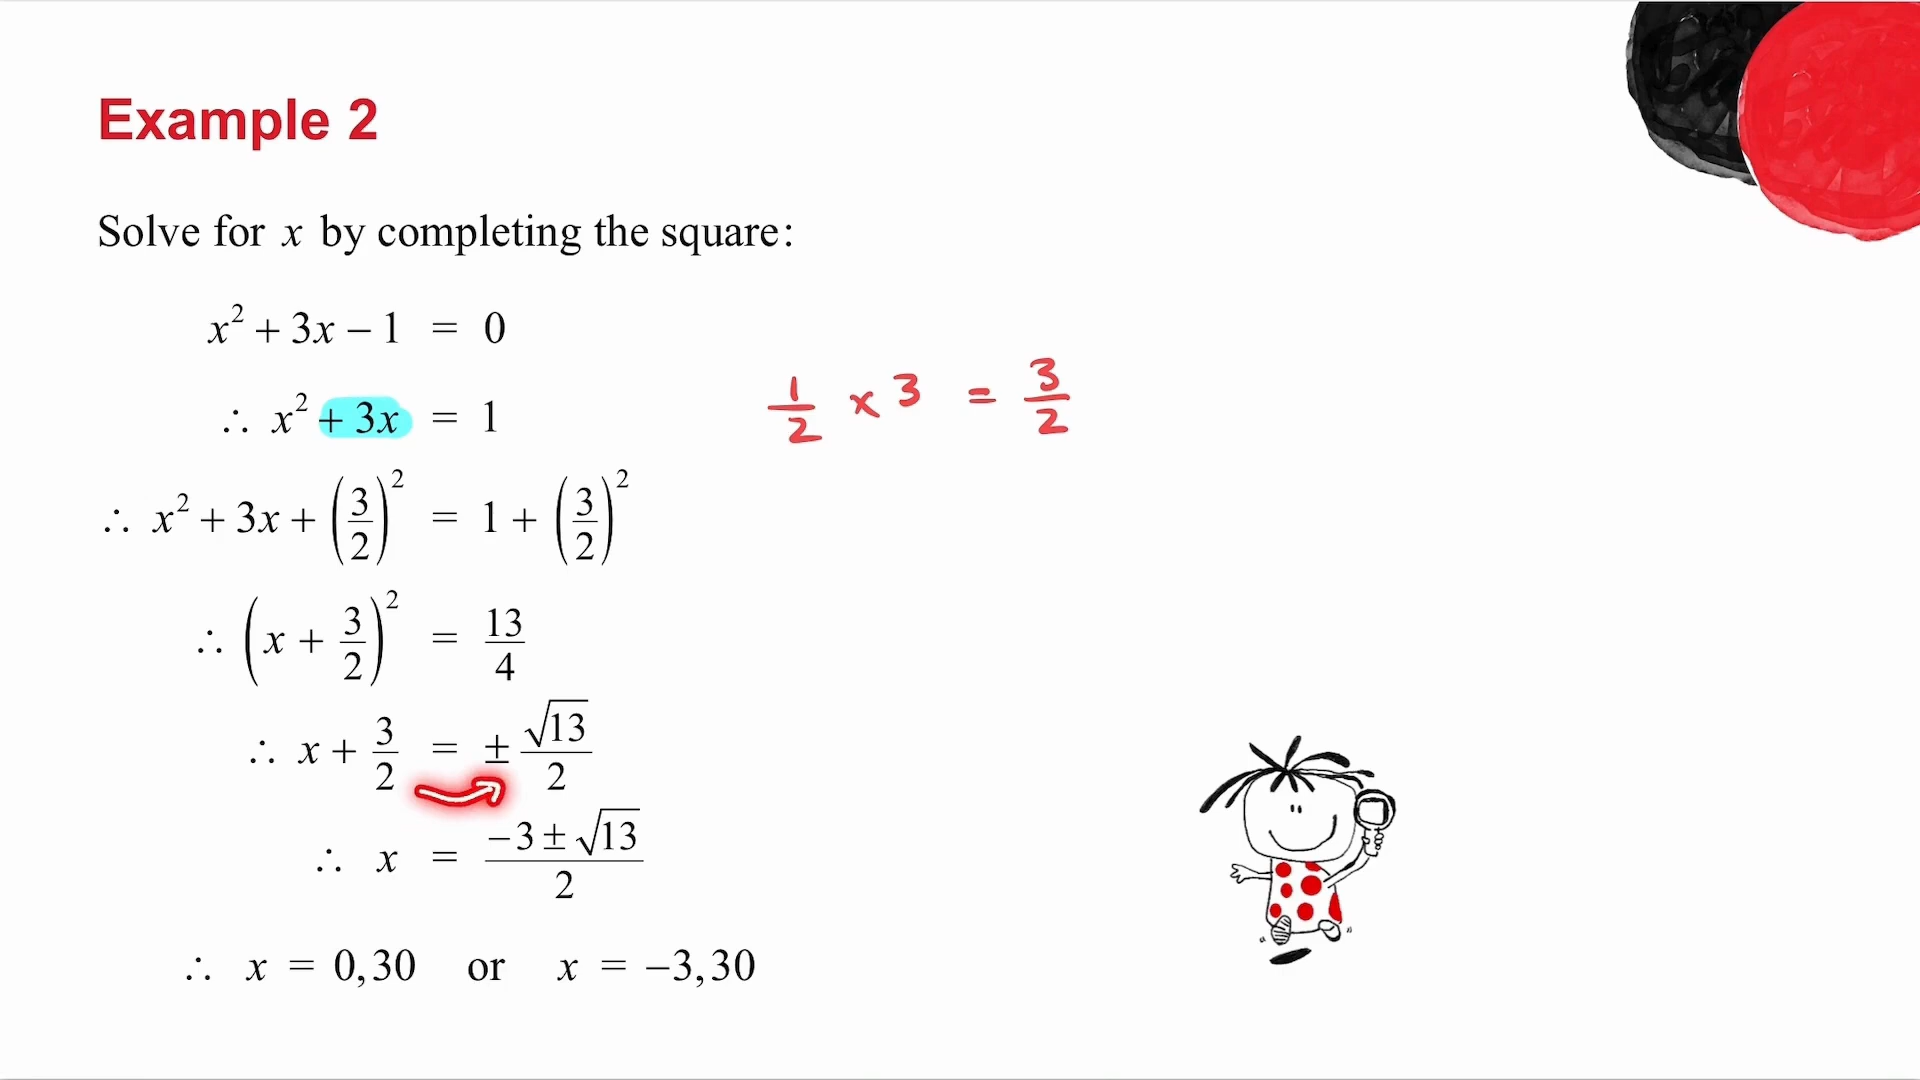 Example 2
Solve for x by completing the square:
x² + 3x − 1 = 0
∴ x² + 3x = 1
1/2 × 3 = 3/2
∴ x² + 3x + (3/2)² = 1 + (3/2)²
∴ (x + 3/2)² = 13/4
∴ x + 3/2 = ± √13/2
∴ x = (−3 ± √13)/2
∴ x = 0,30 or x = −3,30